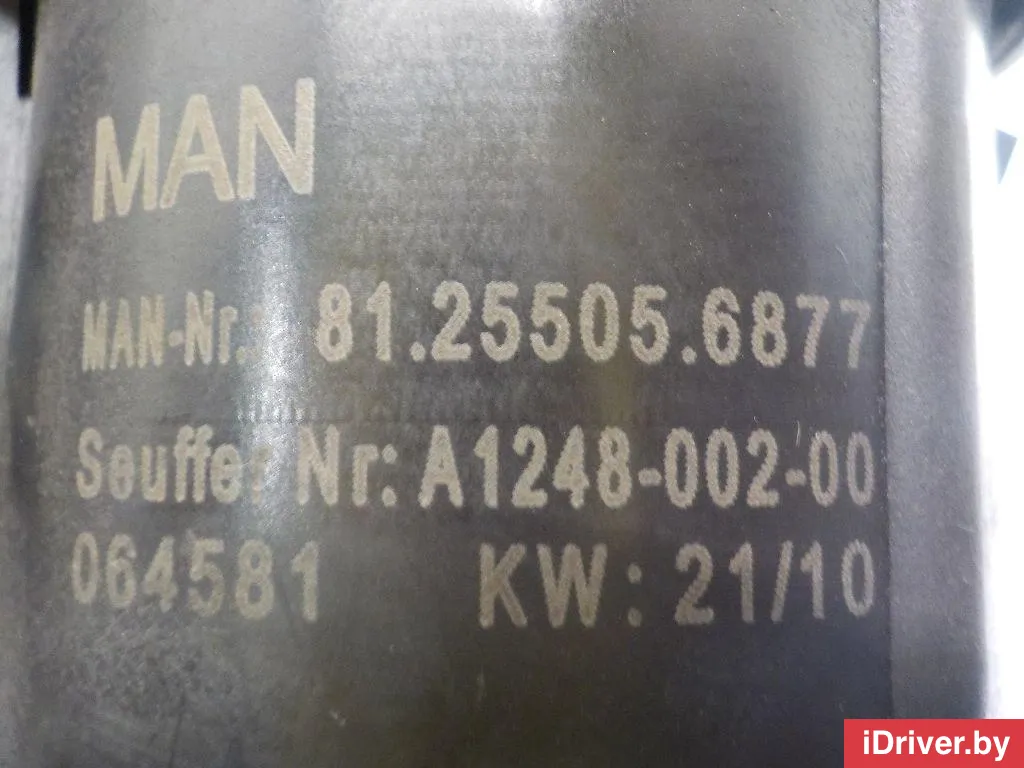 MAN
MAN-Nr.: 81.25505.6877
Seuffer Nr: A1248-002-00
064581 KW: 21/10
iDriver.by